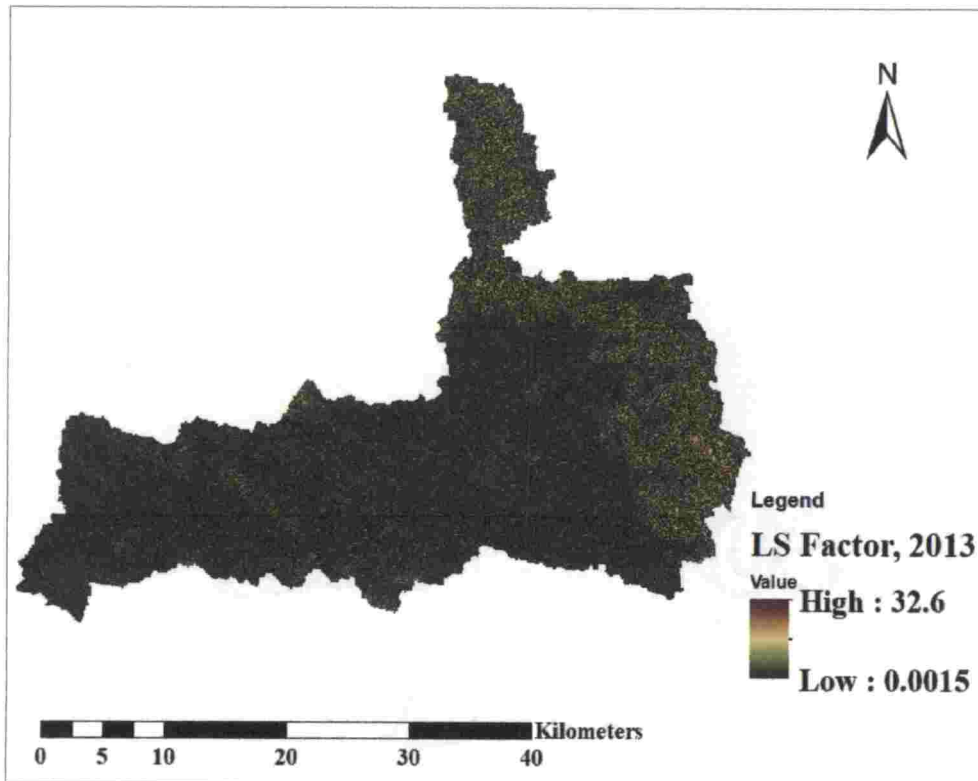 N
Legend
LS Factor, 2013
Value
High : 32.6
Low : 0.0015
Kilometers
0 5 10 20 30 40